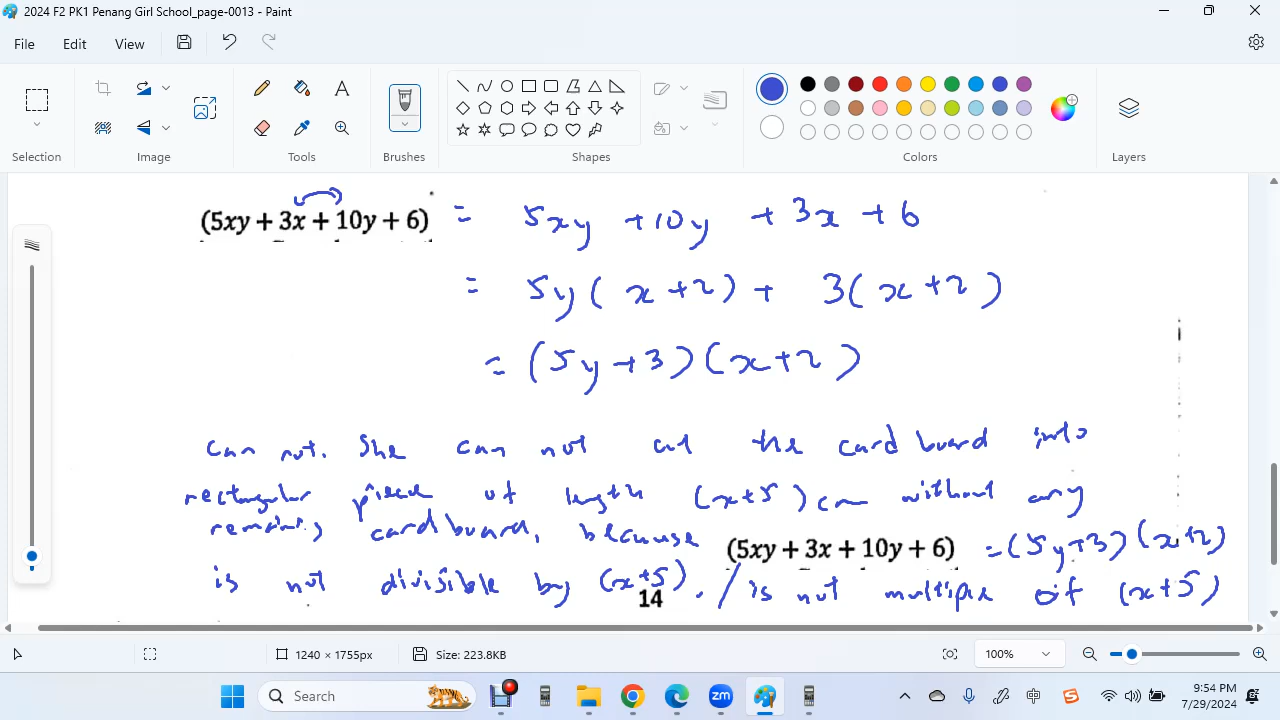 2024 F2 PK1 Penang Girl School_page-0013 - Paint
File Edit View
Selection Image Tools Brushes Shapes Colors Layers
(5xy + 3x + 10y + 6) = 5xy + 10y + 3x + 6
= 5y( x+2) + 3( x+2 )
= (5y+3)(x+2)
can not. She can not cut the card board into
rectangular piece of length (x+5) cm without any
remaining cardboard, because (5xy + 3x + 10y + 6) = (5y+3)(x+2)
is not divisible by (x+5). / is not multiple of (x+5)
14
1240 × 1755px Size: 223.8KB 100%
Search zm 中 9:54 PM
7/29/2024